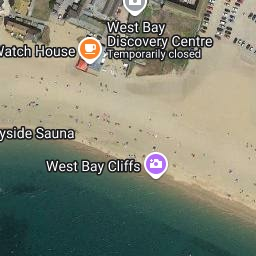 West Bay
Discovery Centre
Temporarily closed
Watch House
yside Sauna
West Bay Cliffs